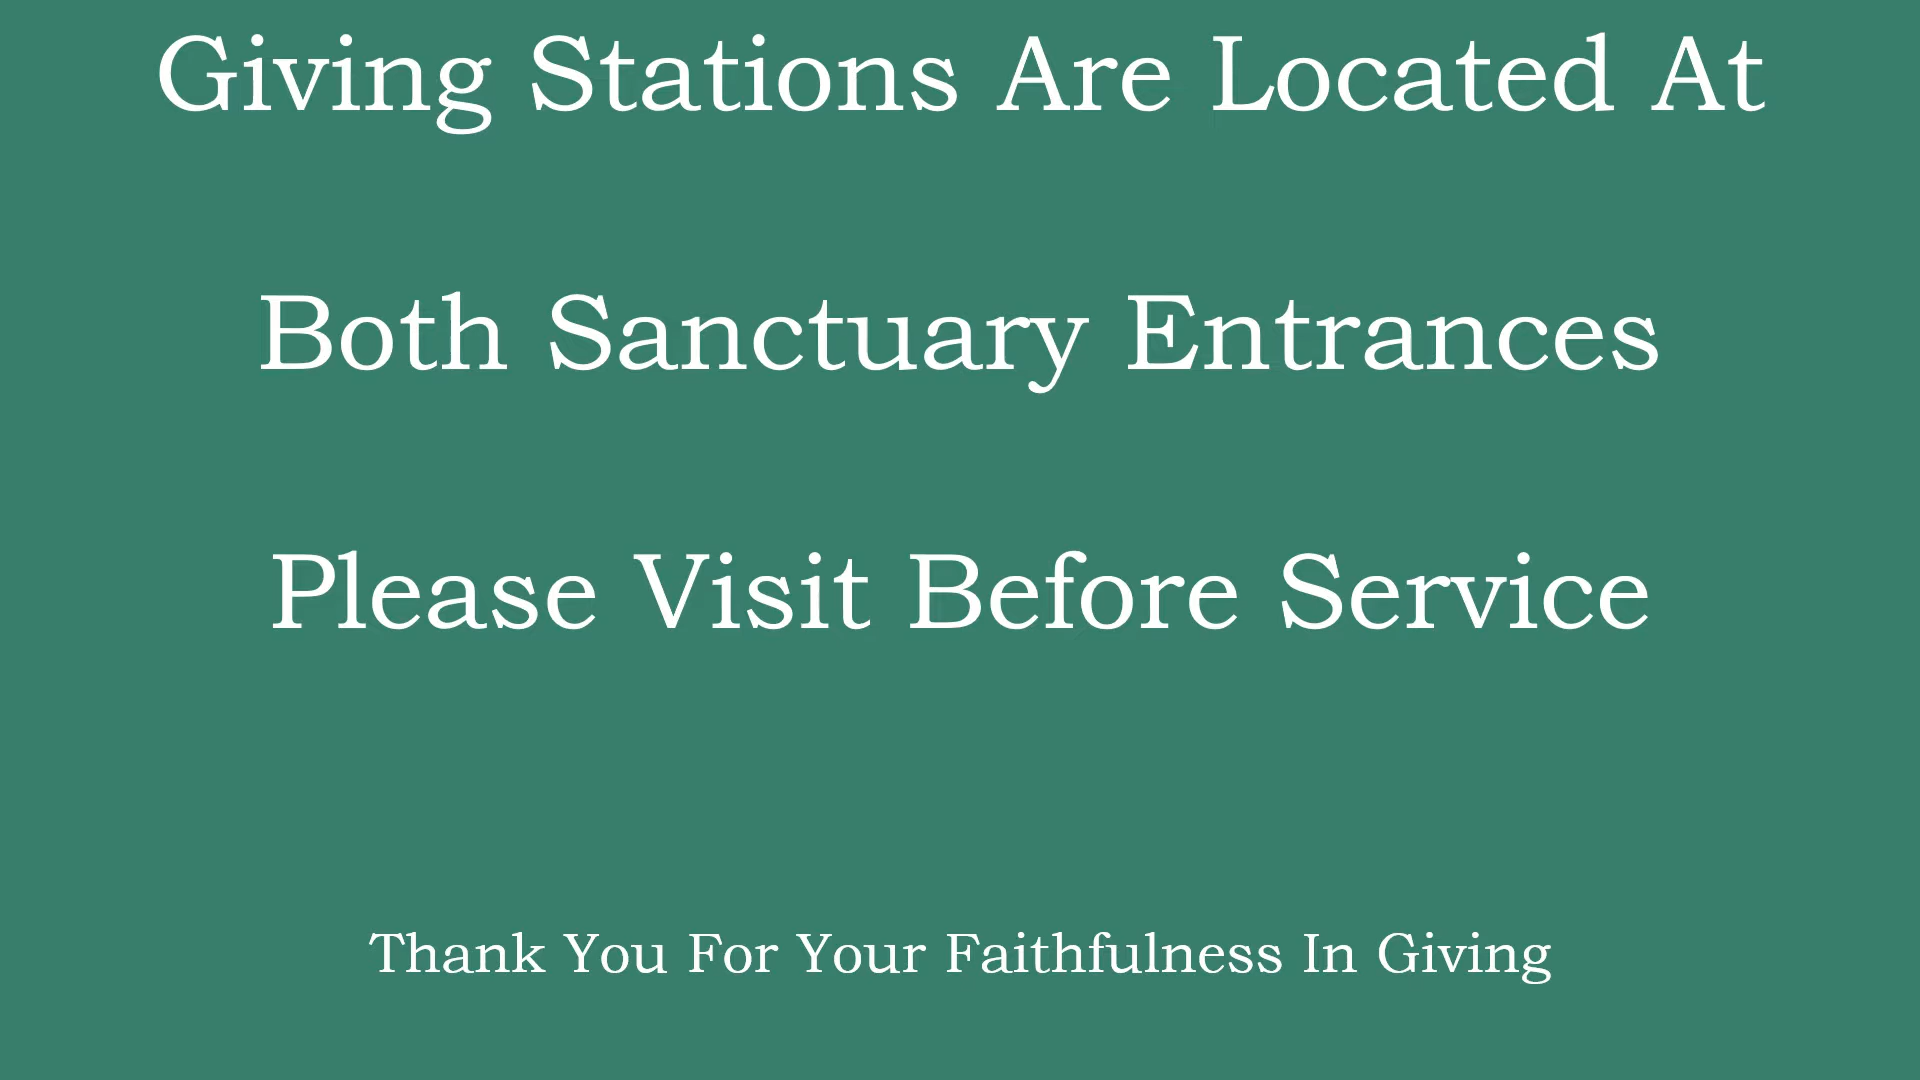 Giving Stations Are Located At
Both Sanctuary Entrances
Please Visit Before Service
Thank You For Your Faithfulness In Giving